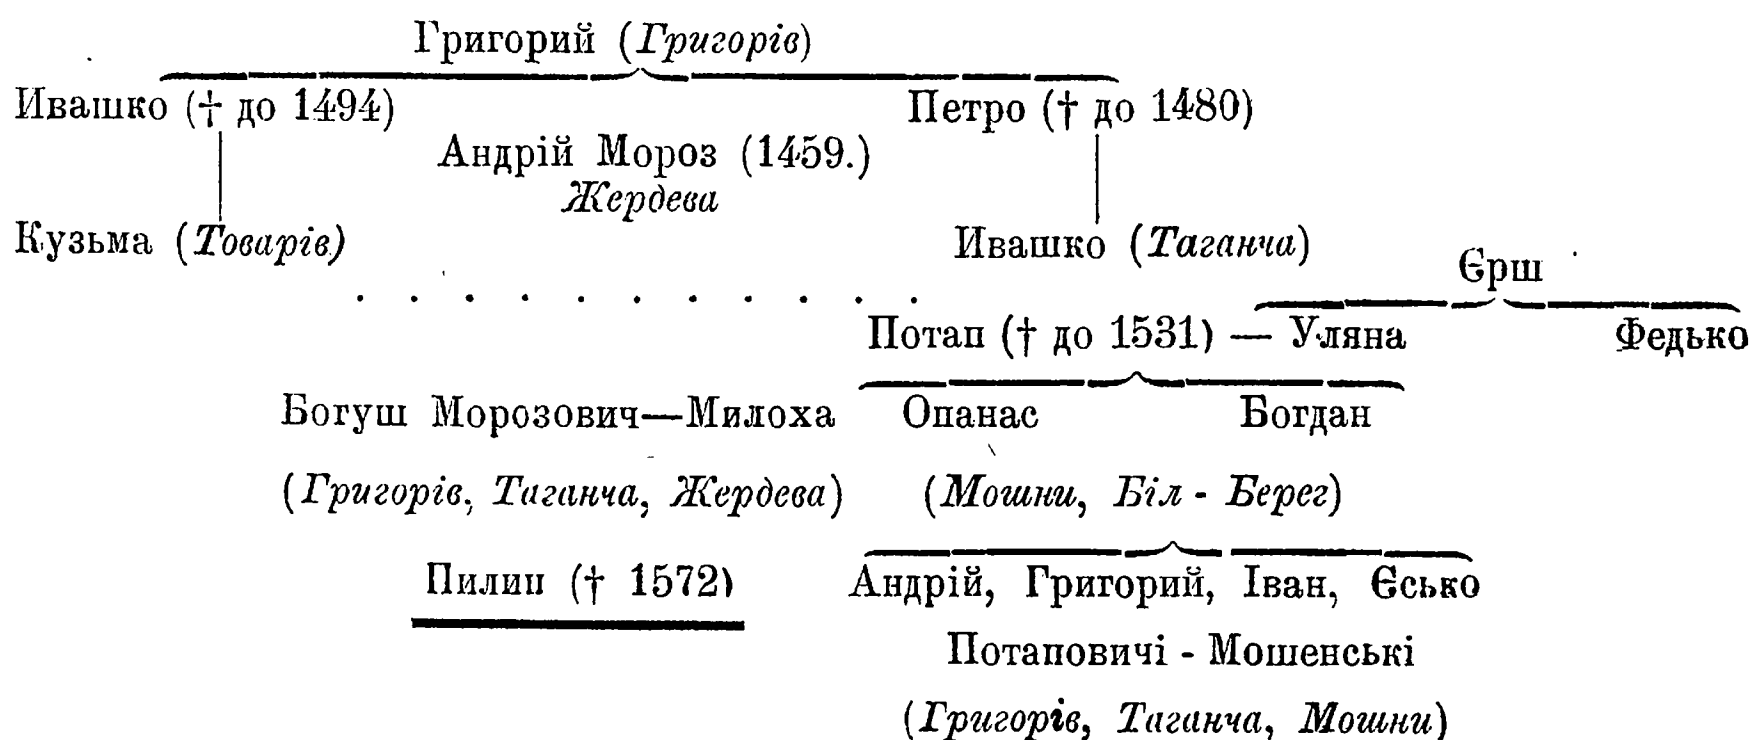 Григорий (Григорів)
Ивашко († до 1494) Петро († до 1480)
Андрій Мороз (1459.)
Жердева
Кузьма (Товарів) Ивашко (Таганча)
Єрш
. . . . . . . . . . .
Потап († до 1531) — Уляна Федько
Богуш Морозович—Милоха Опанас Богдан
(Григорів, Таганча, Жердева) (Мошни, Біл - Берег)
Пилип († 1572) Андрій, Григорий, Іван, Єсько
Потаповичі - Мошенські
(Григорів, Таганча, Мошни)